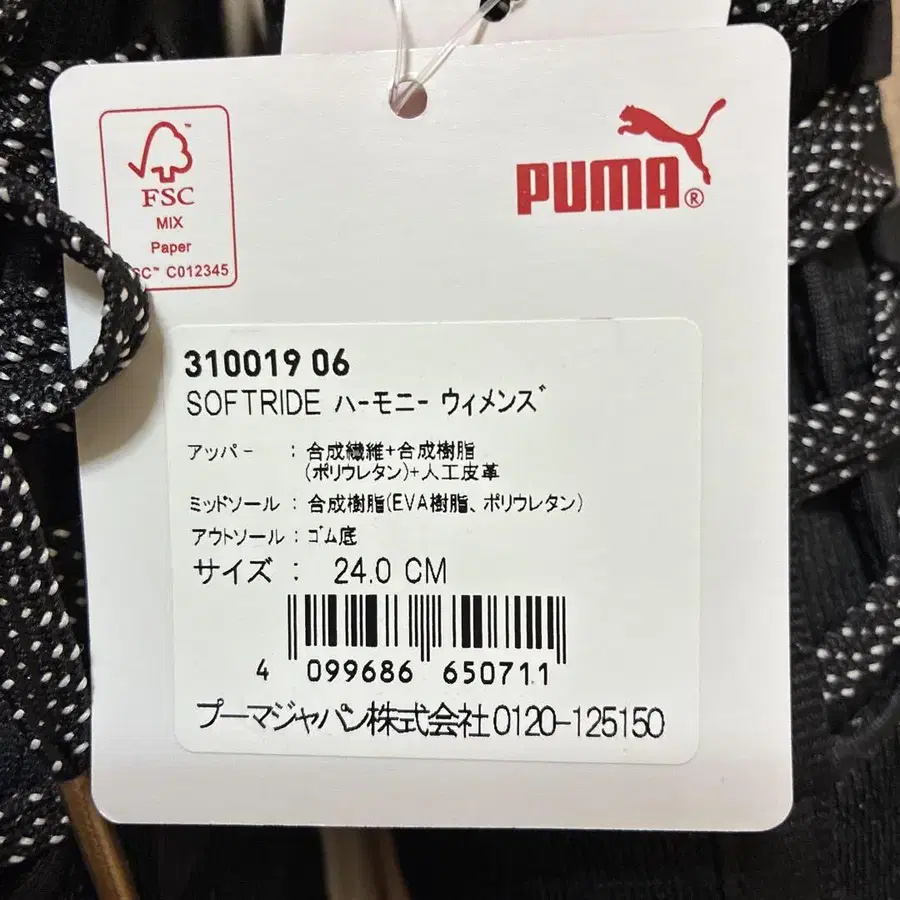 FSC
MIX
Paper
C012345
PUMA®
310019 06
SOFTRIDE ハーモニー ウィメンズ
アッパー : 合成繊維+合成樹脂
(ポリウレタン)+人工皮革
ミッドソール : 合成樹脂(EVA樹脂、ポリウレタン)
アウトソール : ゴム底
サイズ : 24.0 CM
4 099686 650711
プーマジャパン株式会社0120-125150